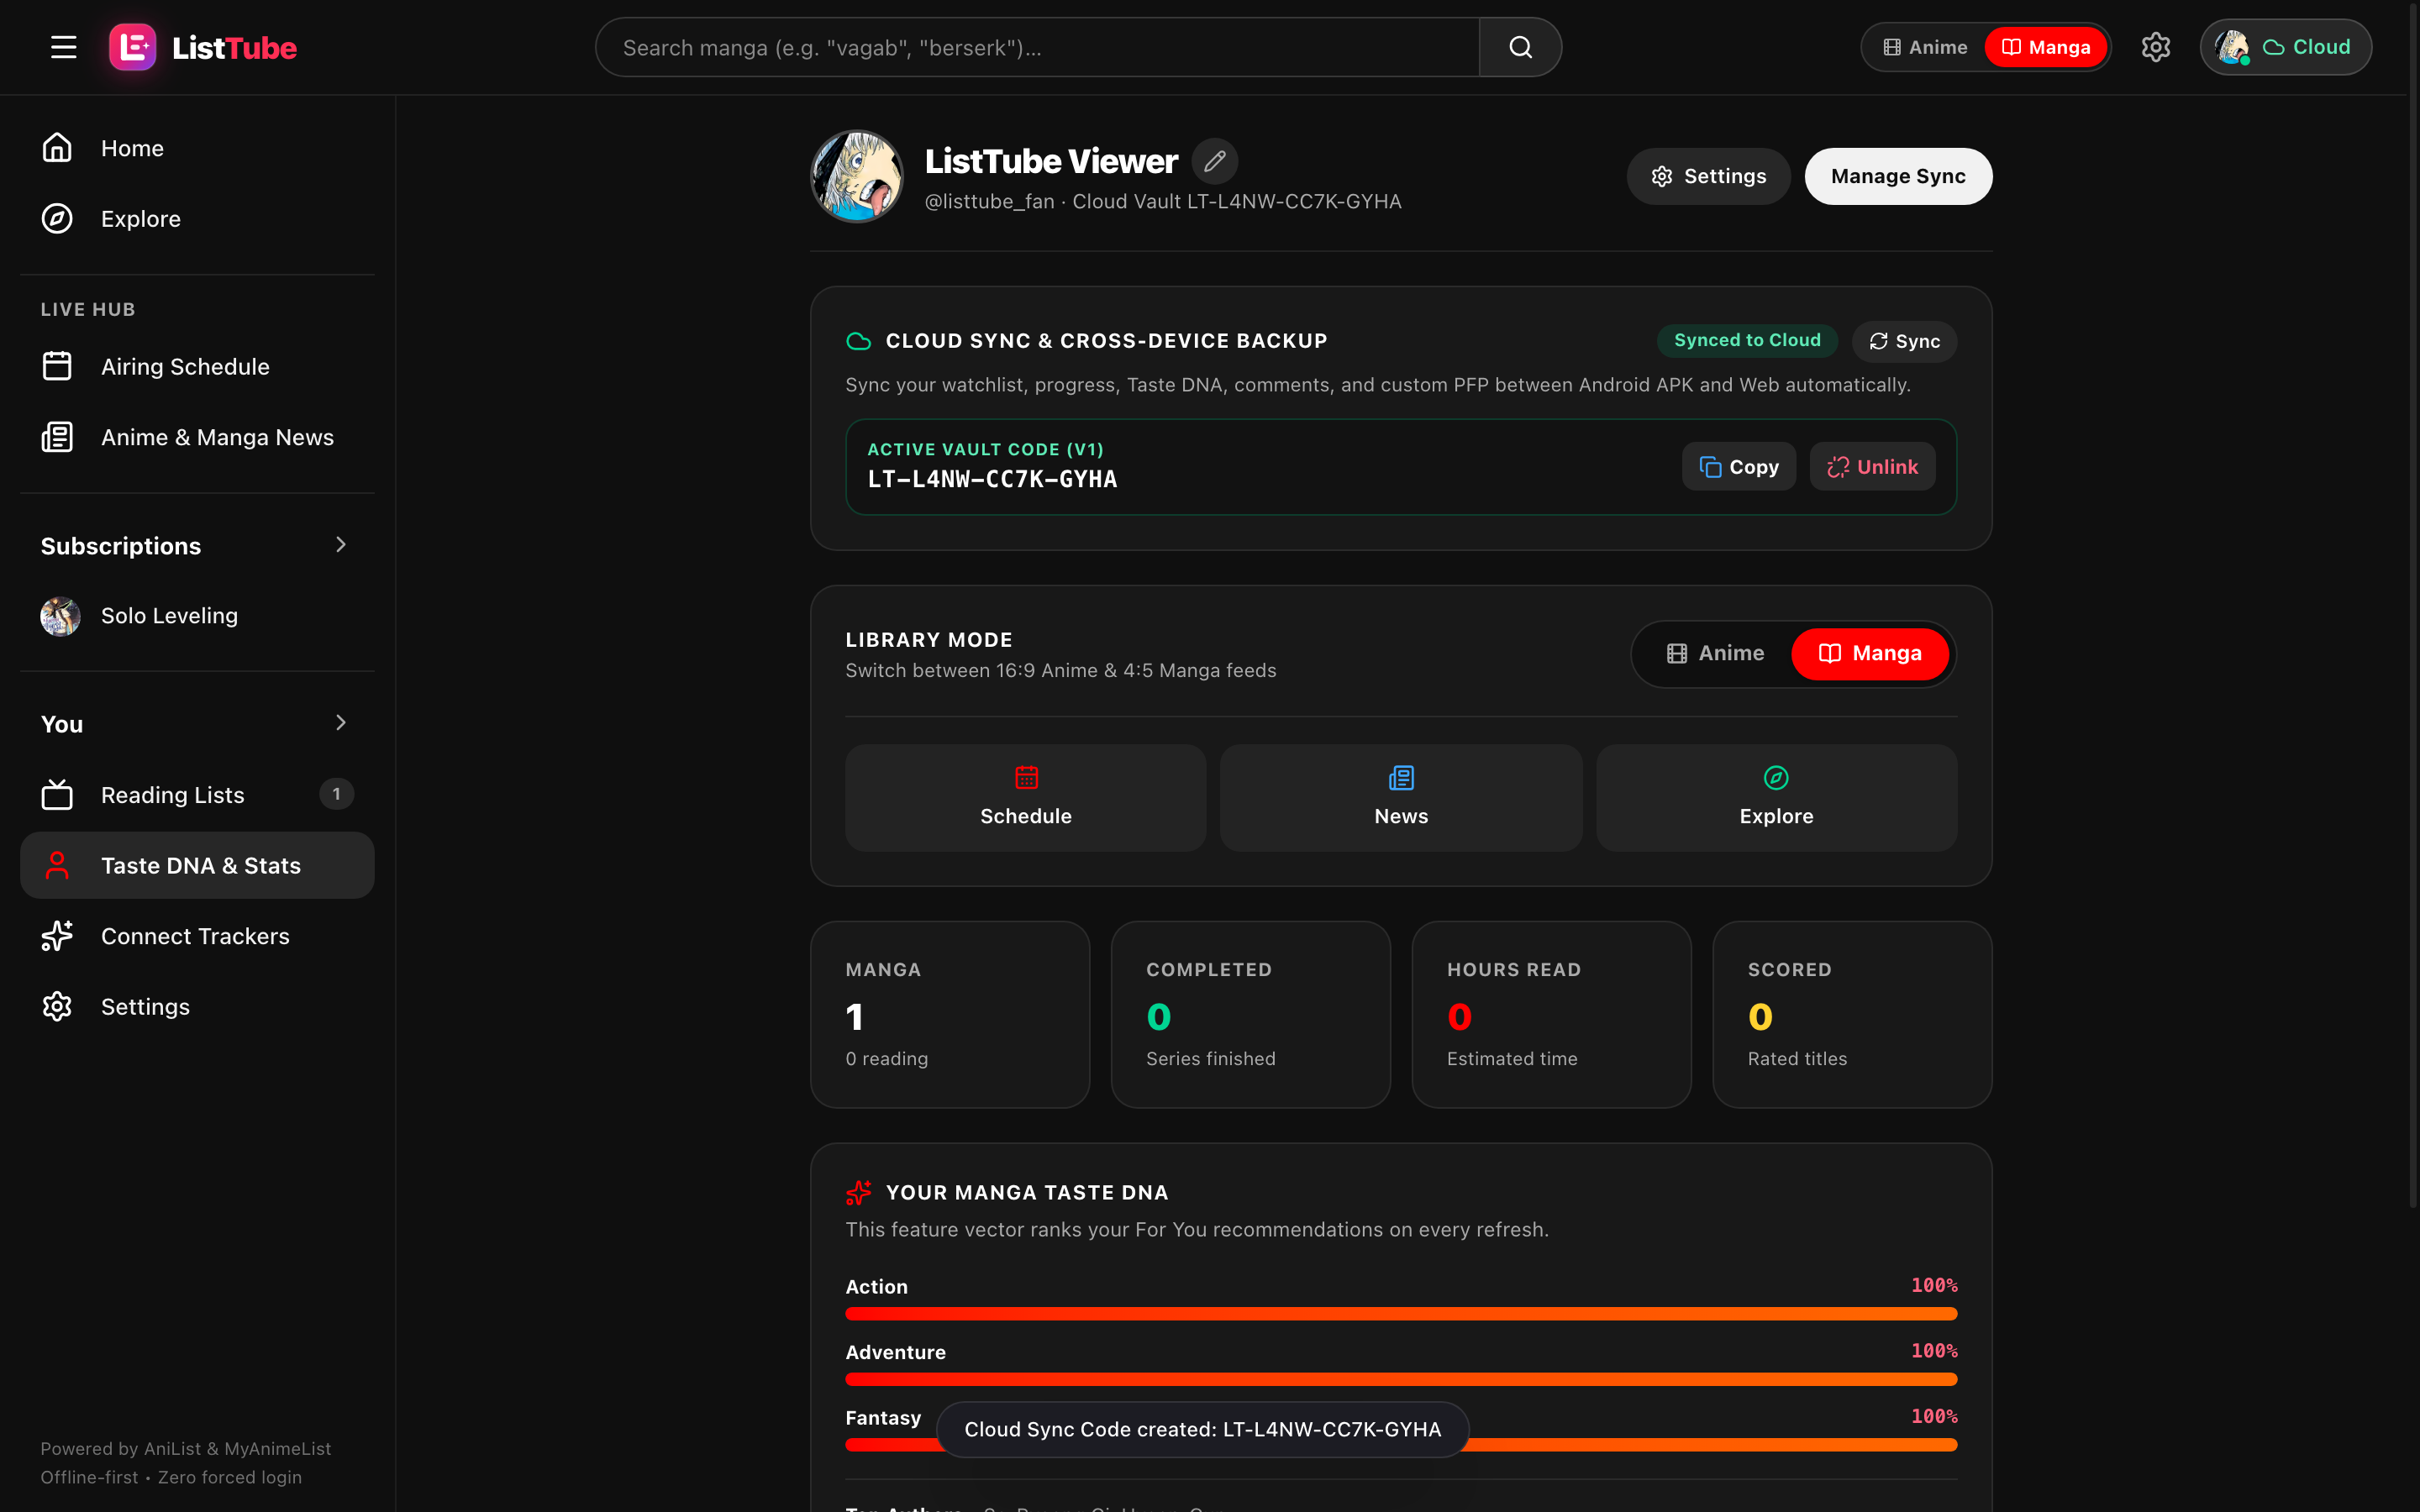 ListTube
Search manga (e.g. "vagab", "berserk")...
Anime
Manga
Cloud
Home
Explore
LIVE HUB
Airing Schedule
Anime & Manga News
Subscriptions
Solo Leveling
You
Reading Lists
1
Taste DNA & Stats
Connect Trackers
Settings
Powered by AniList & MyAnimeList
Offline-first • Zero forced login
ListTube Viewer
@listtube_fan · Cloud Vault LT-L4NW-CC7K-GYHA
Settings
Manage Sync
CLOUD SYNC & CROSS-DEVICE BACKUP
Synced to Cloud
Sync
Sync your watchlist, progress, Taste DNA, comments, and custom PFP between Android APK and Web automatically.
ACTIVE VAULT CODE (V1)
LT-L4NW-CC7K-GYHA
Copy
Unlink
LIBRARY MODE
Switch between 16:9 Anime & 4:5 Manga feeds
Anime
Manga
Schedule
News
Explore
MANGA
1
0 reading
COMPLETED
0
Series finished
HOURS READ
0
Estimated time
SCORED
0
Rated titles
YOUR MANGA TASTE DNA
This feature vector ranks your For You recommendations on every refresh.
Action
100%
Adventure
100%
Fantasy
100%
Cloud Sync Code created: LT-L4NW-CC7K-GYHA